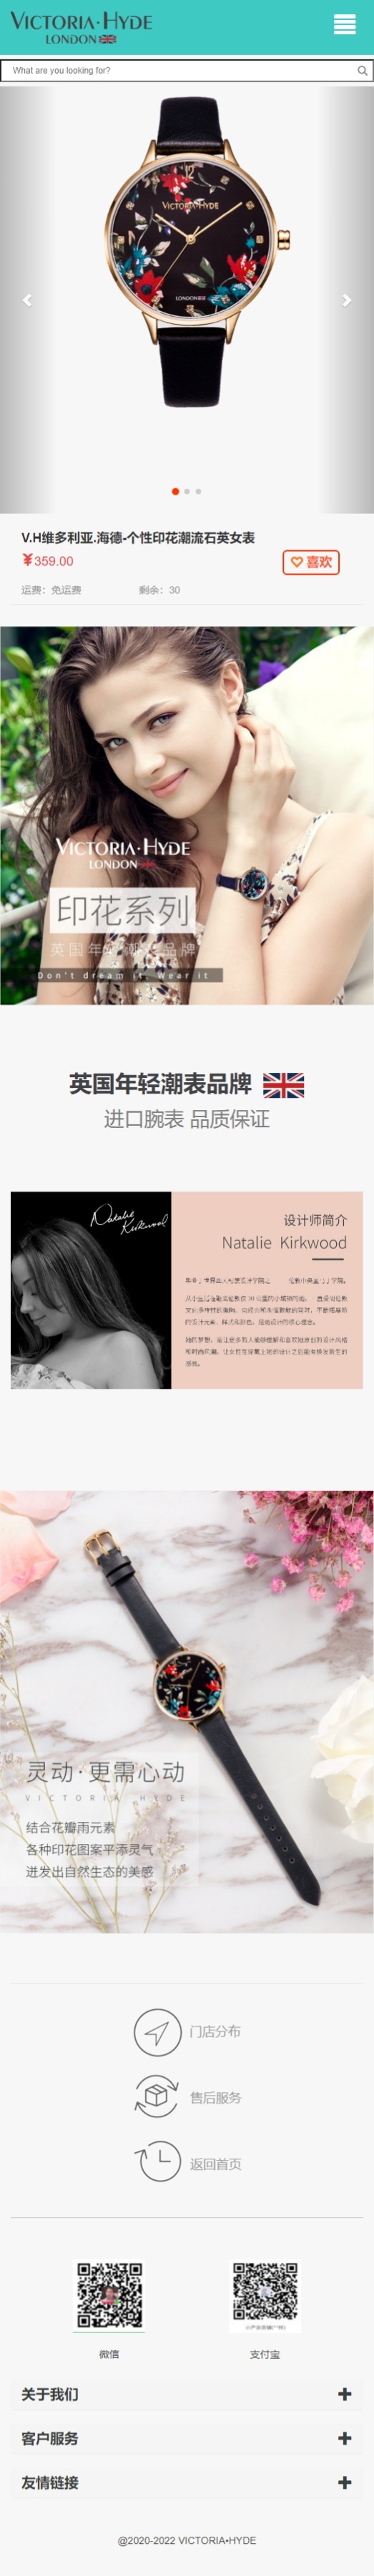 VICTORIA·HYDE
LONDON
What are you looking for?
VICTORIA·HYDE
V.H维多利亚.海德-个性印花潮流石英女表
¥359.00
喜欢
运费：免运费
剩余：30
VICTORIA·HYDE
LONDON
印花系列
英国年轻潮表品牌
Don't dream it. Wear it
英国年轻潮表品牌
进口腕表 品质保证
Natalie Kirkwood
设计师简介
Natalie Kirkwood
灵动·更需心动
VICTORIA HYDE
结合花瓣雨元素
各种印花图案平添灵气
迸发出自然生态的美感
门店分布
售后服务
返回首页
微信
支付宝
关于我们
客户服务
友情链接
@2020-2022 VICTORIA•HYDE